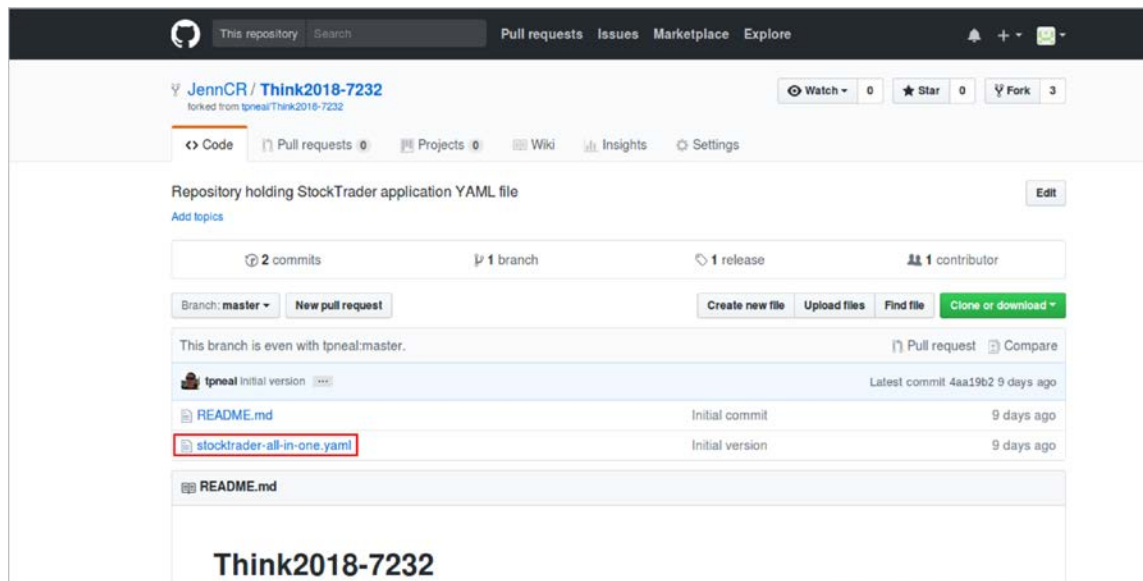 This repository Search Pull requests Issues Marketplace Explore
JennCR / Think2018-7232
forked from tpneal/Think2018-7232
Watch 0 Star 0 Fork 3
Code Pull requests 0 Projects 0 Wiki Insights Settings
Repository holding StockTrader application YAML file Edit
Add topics
2 commits 1 branch 1 release 1 contributor
Branch: master New pull request Create new file Upload files Find file Clone or download
This branch is even with tpneal:master. Pull request Compare
tpneal Initial version ... Latest commit 4aa19b2 9 days ago
README.md Initial commit 9 days ago
stocktrader-all-in-one.yaml Initial version 9 days ago
README.md
Think2018-7232